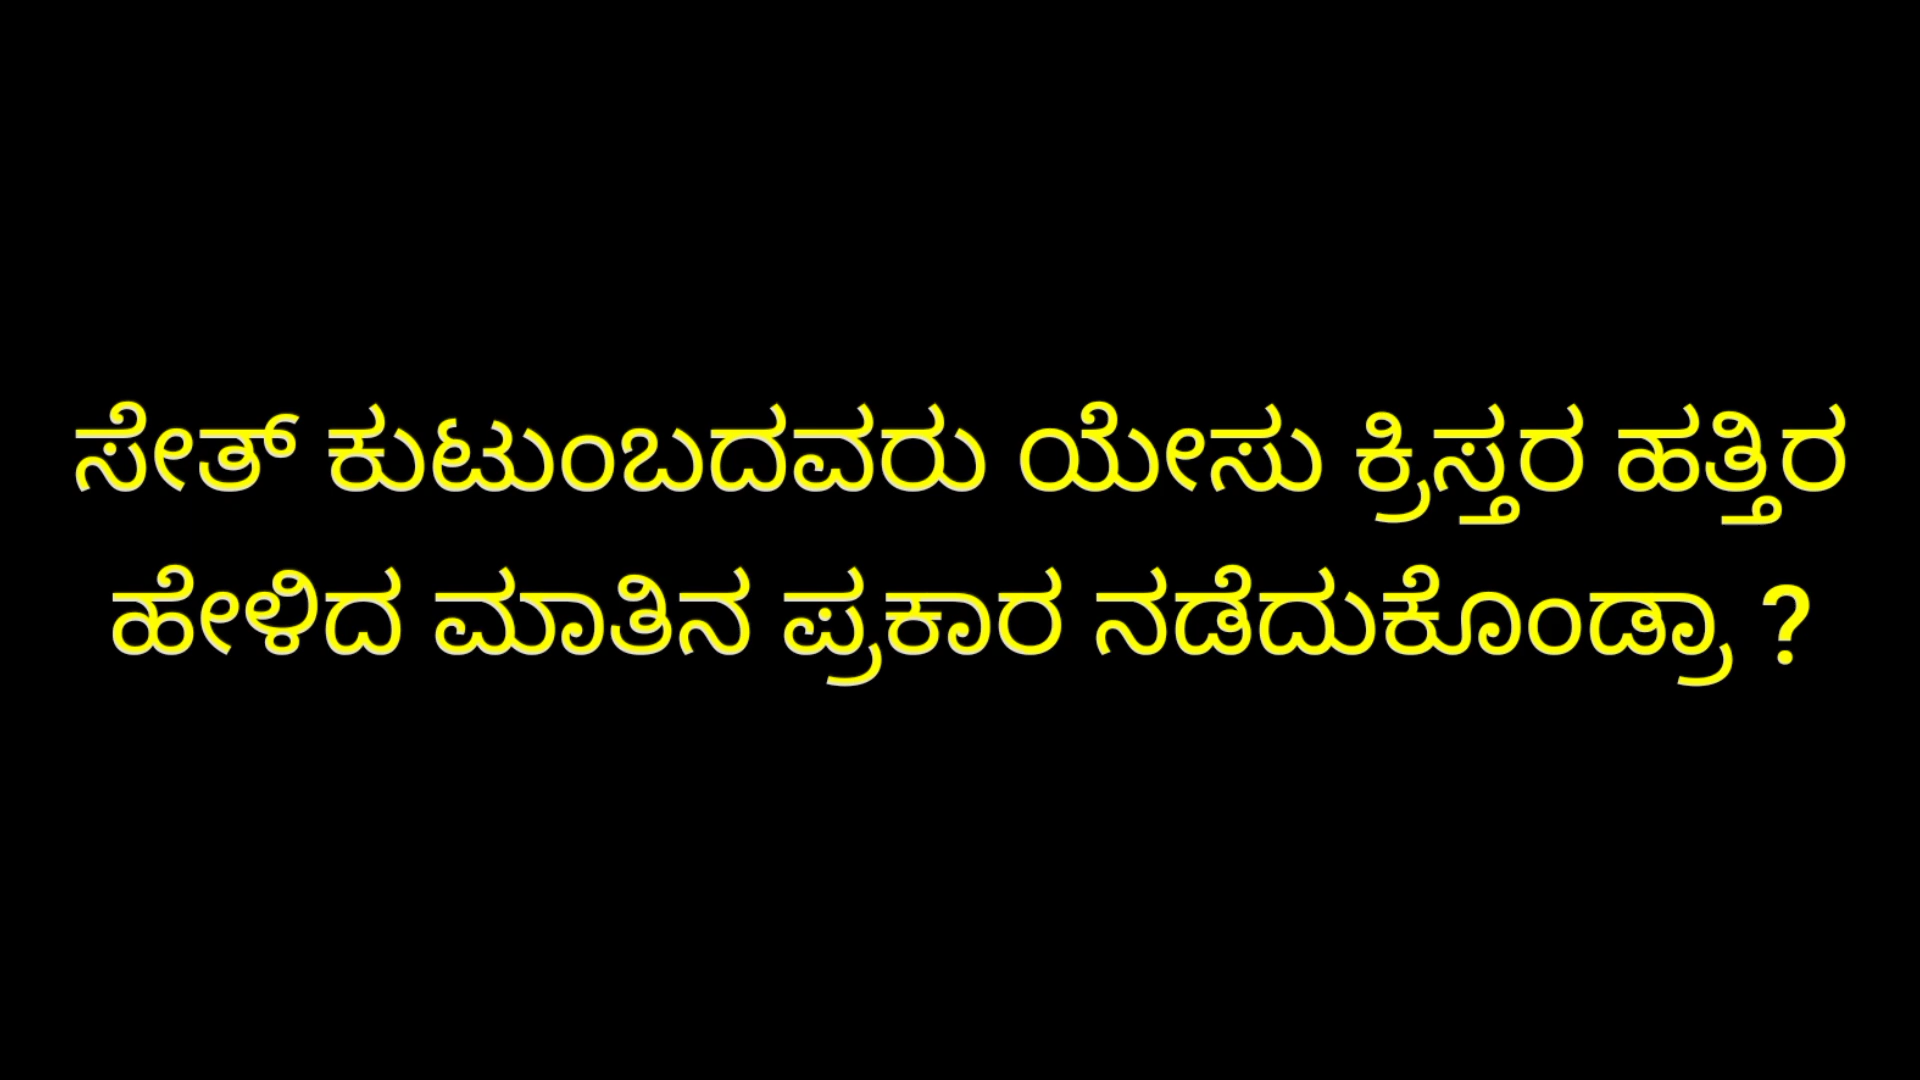 ಸೇತ್ ಕುಟುಂಬದವರು ಯೇಸು ಕ್ರಿಸ್ತರ ಹತ್ತಿರ
ಹೇಳಿದ ಮಾತಿನ ಪ್ರಕಾರ ನಡೆದುಕೊಂಡ್ರಾ ?